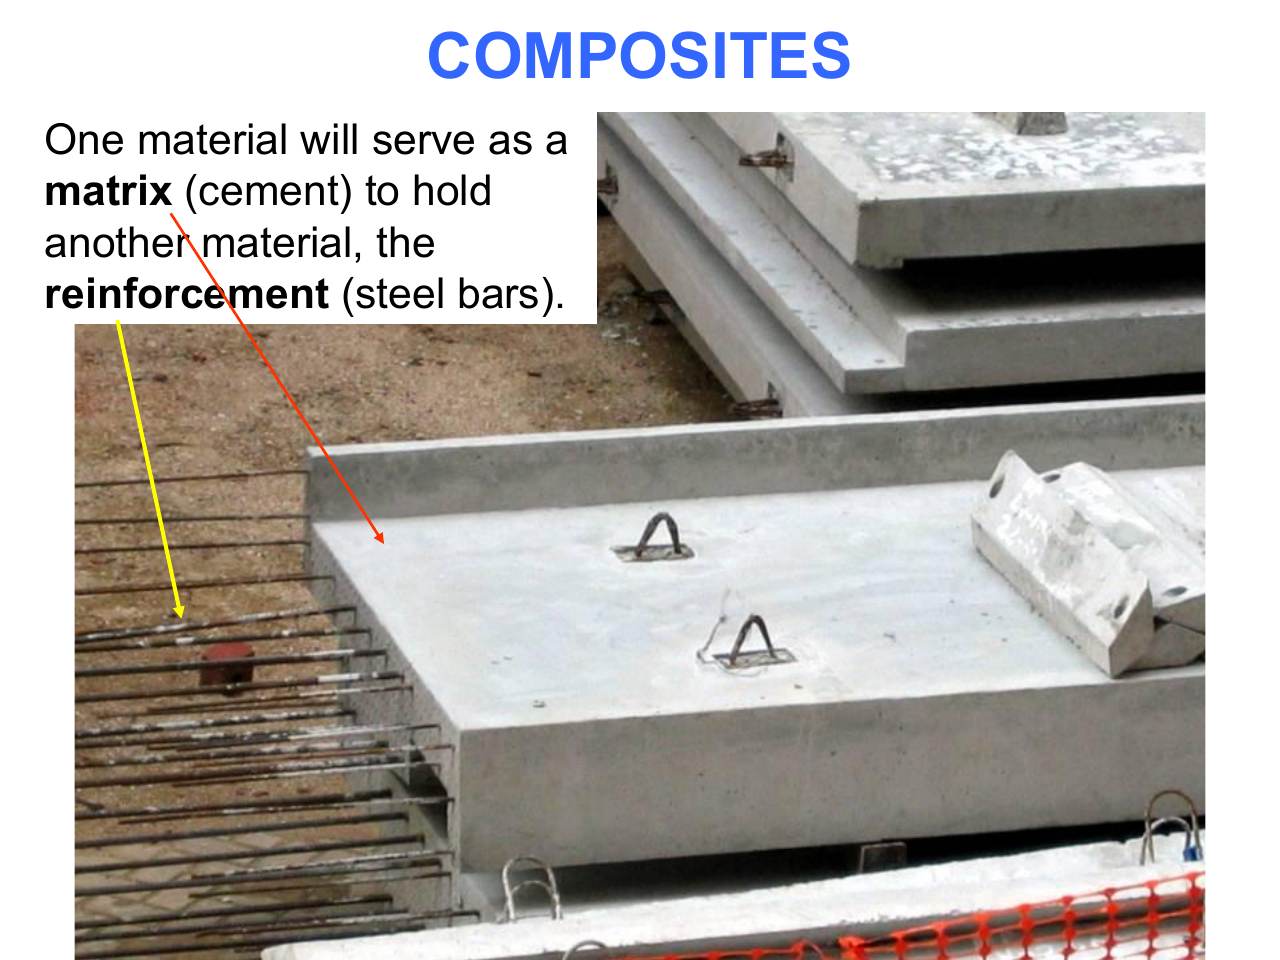 COMPOSITES
One material will serve as a
matrix (cement) to hold
another material, the
reinforcement (steel bars).